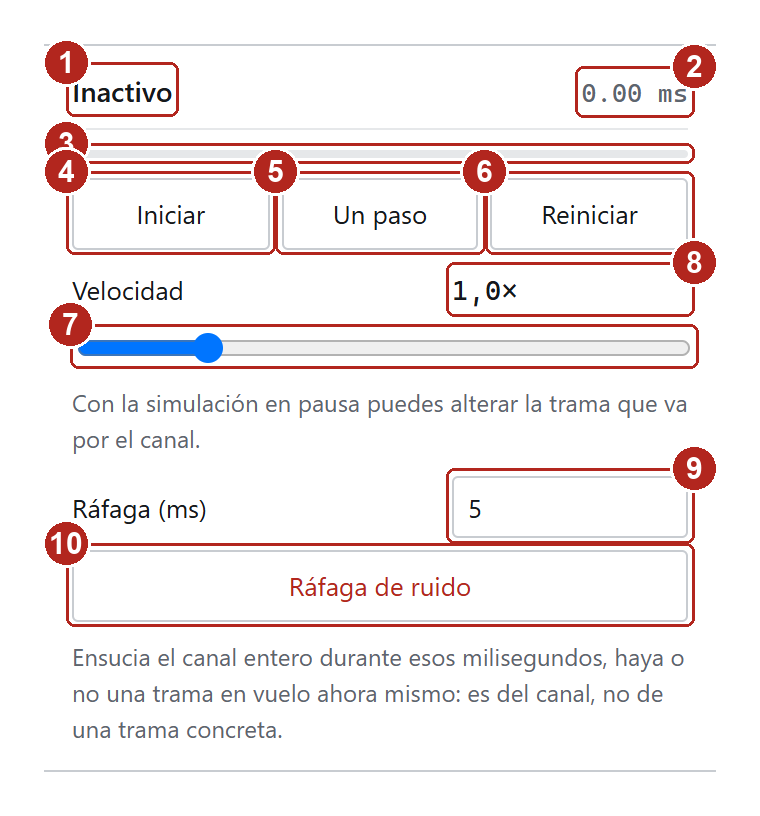 1
Inactivo
2
0.00 ms
3
4
Iniciar
5
Un paso
6
Reiniciar
Velocidad
8
1,0×
7
Con la simulación en pausa puedes alterar la trama que va
por el canal.
Ráfaga (ms)
9
5
10
Ráfaga de ruido
Ensucia el canal entero durante esos milisegundos, haya o
no una trama en vuelo ahora mismo: es del canal, no de
una trama concreta.